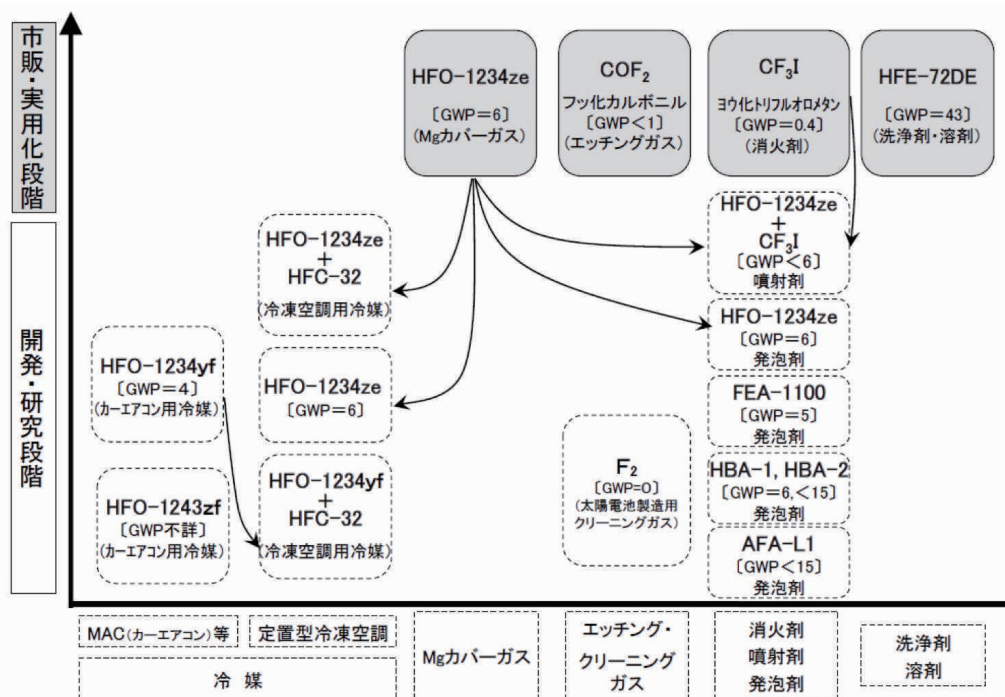 市販・実用化段階
開発・研究段階
HFO-1234ze
〔GWP=6〕
(Mgカバーガス)
COF₂
フッ化カルボニル
〔GWP<1〕
(エッチングガス)
CF₃I
ヨウ化トリフルオロメタン
〔GWP=0.4〕
(消火剤)
HFE-72DE
〔GWP=43〕
(洗浄剤・溶剤)
HFO-1234ze
+
HFC-32
(冷凍空調用冷媒)
HFO-1234ze
+
CF₃I
〔GWP<6〕
噴射剤
HFO-1234ze
〔GWP=6〕
発泡剤
HFO-1234yf
〔GWP=4〕
(カーエアコン用冷媒)
HFO-1234ze
〔GWP=6〕
FEA-1100
〔GWP=5〕
発泡剤
HFO-1243zf
〔GWP不詳〕
(カーエアコン用冷媒)
HFO-1234yf
+
HFC-32
(冷凍空調用冷媒)
F₂
〔GWP=0〕
(太陽電池製造用
クリーニングガス)
HBA-1, HBA-2
〔GWP=6,<15〕
発泡剤
AFA-L1
〔GWP<15〕
発泡剤
MAC(カーエアコン)等
定置型冷凍空調
冷 媒
Mgカバーガス
エッチング・
クリーニング
ガス
消火剤
噴射剤
発泡剤
洗浄剤
溶剤